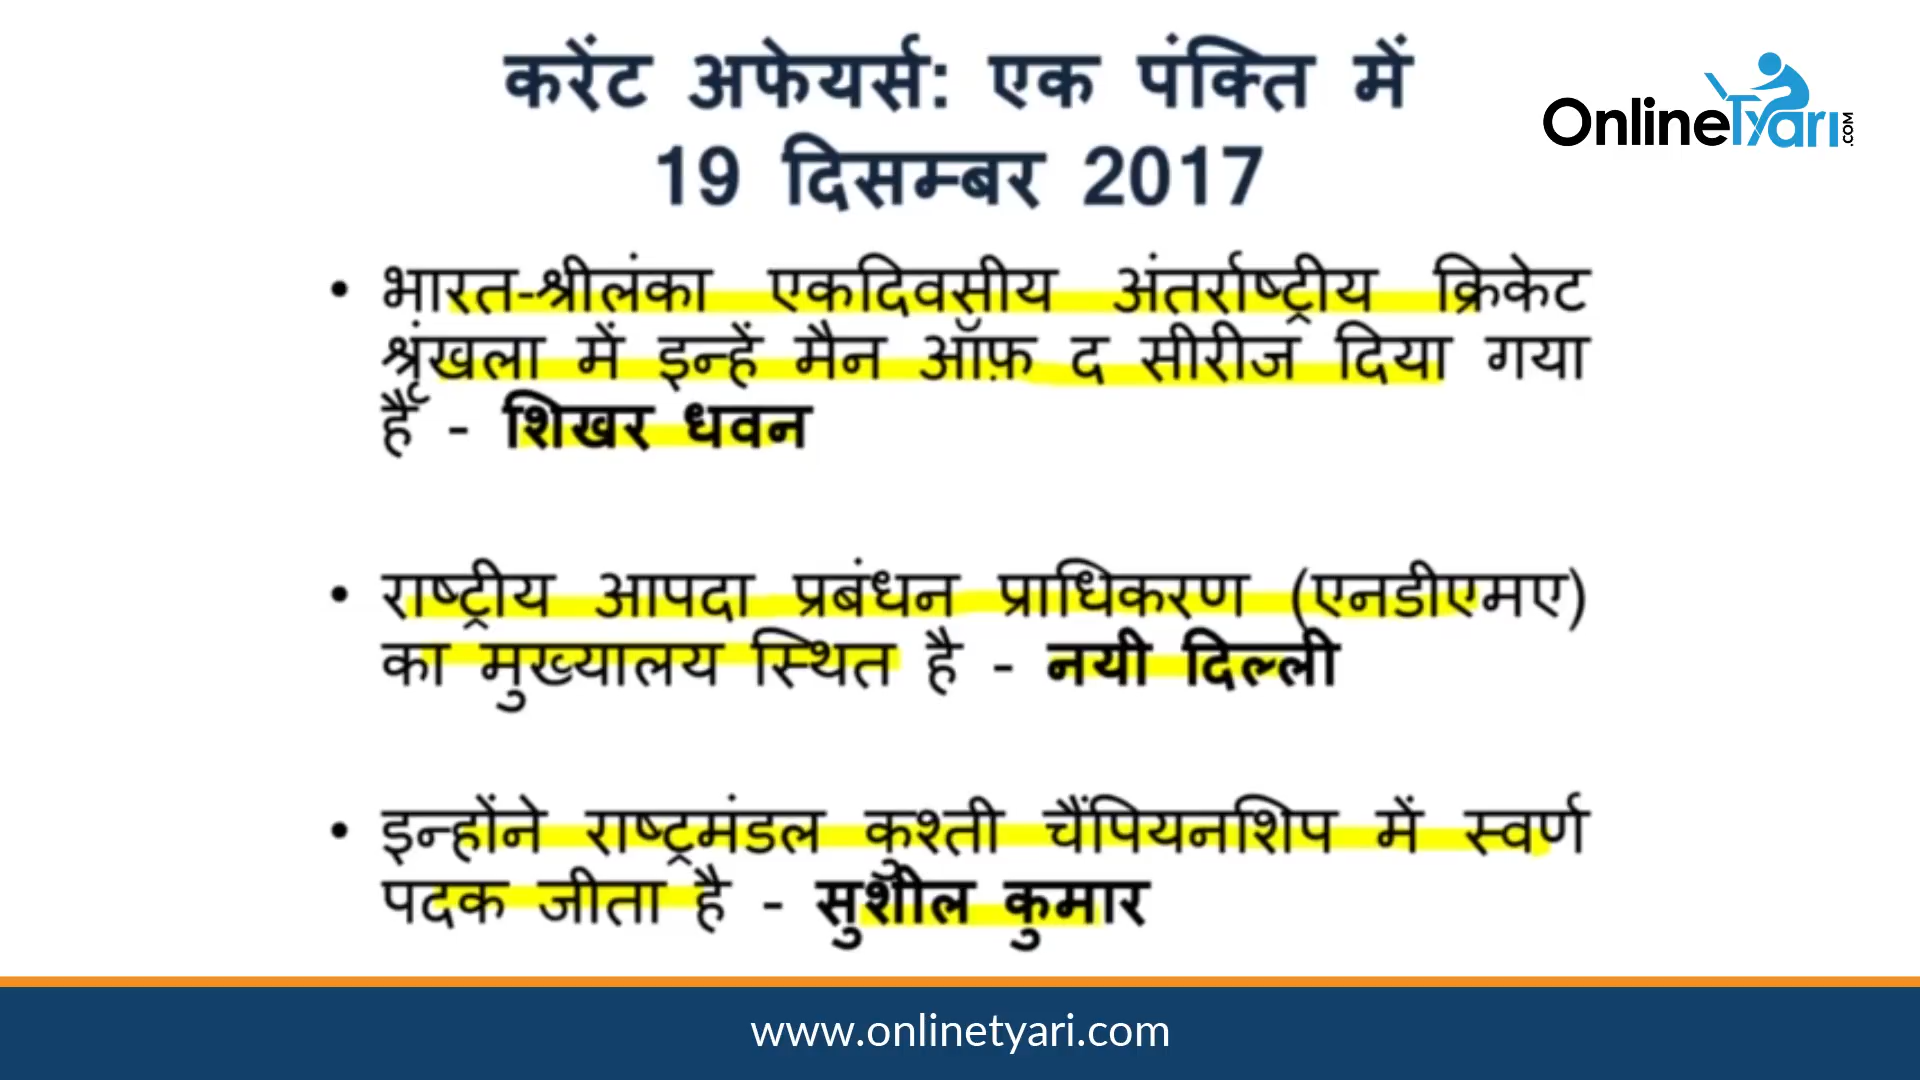 करेंट अफेयर्स: एक पंक्ति में
19 दिसम्बर 2017
OnlineTyari.COM
• भारत-श्रीलंका एकदिवसीय अंतर्राष्ट्रीय क्रिकेट
श्रृंखला में इन्हें मैन ऑफ़ द सीरीज दिया गया
है - शिखर धवन
• राष्ट्रीय आपदा प्रबंधन प्राधिकरण (एनडीएमए)
का मुख्यालय स्थित है - नयी दिल्ली
• इन्होंने राष्ट्रमंडल कुश्ती चैंपियनशिप में स्वर्ण
पदक जीता है - सुशील कुमार
www.onlinetyari.com